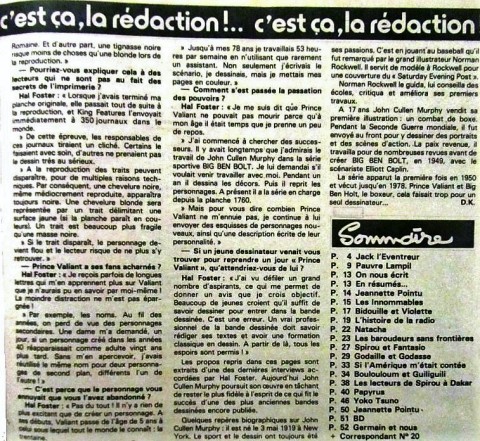 c'est ça, la rédaction!.. c'est ça, la rédaction
Romaine. Et d'autre part, une tignasse noire
risque moins de choses qu'une blonde lors de
la reproduction. »
— Pourriez-vous expliquer cela à des
lecteurs qui ne sont pas au fait des
secrets de l'imprimerie ?
Hal Foster : « Lorsque j'avais terminé ma
planche originale, elle passait tout de suite à
la reproduction, et King Features l'envoyait
immédiatement à 350 journaux dans le
monde.
» De cette épreuve, les responsables de
ces journaux tiraient un cliché. Certains le
faisaient avec soin, d'autres ne prenaient pas
le dessin très au sérieux.
» A la reproduction des traits peuvent
disparaître, pour de multiples raisons techniques.
Par conséquent, une chevelure noire,
même médiocrement reproduite, apparaîtra
toujours noire. Une chevelure blonde sera
représentée par un trait délimitant une
surface jaune (si la planche paraît en couleurs).
Un trait est beaucoup plus fragile
qu'une masse noire.
» Si le trait disparaît, le personnage devient
flou et le lecteur risque de ne plus s'y
retrouver. »
— Prince Valiant a ses fans acharnés ?
Hal Foster : « Je reçois parfois de longues
lettres qui m'en apprennent plus sur Valiant
que je n'aurais pu en savoir par moi-même !
La moindre distraction ne m'est pas épargnée !
» Par exemple, les noms. Au fil des
années, on perd de vue des personnages
secondaires. Une dame m'a demandé, un
jour, si un personnage créé dans les années
40 réapparaissait comme adulte vingt ans
plus tard. Sans m'en apercevoir, j'avais
réutilisé le même nom pour deux personnages
de second plan, différents l'un de
l'autre ! »
— C'est parce que le personnage vous
ennuyait que vous l'avez abandonné ?
Hal Foster : « Pas du tout ! Il n'y a rien de
plus excitant que de créer un personnage. A
ses débuts, Valiant passe de l'âge de 5 ans à
celui sous lequel tout le monde le connaît :
trentaine.
» Jusqu'à mes 78 ans je travaillais 53 heures
par semaine en n'utilisant que rarement
un assistant. Non seulement j'écrivais le
scénario, je dessinais, mais je mettais mes
pages en couleur. »
— Comment s'est passée la passation
des pouvoirs ?
Hal Foster : « Je me suis dit que Prince
Valiant ne pouvait pas mourir parce qu'à
mon âge il était temps que je prenne un peu
de repos.
» J'ai commencé à chercher des successeurs.
Il y avait longtemps que j'admirais le
travail de John Cullen Murphy dans la série
sportive BIG BEN BOLT. Je lui demandai s'il
voulait venir travailler avec moi. Pendant un
an il dessina les décors. Puis il reprit les
personnages. A présent il a la série en charge
depuis la planche 1760.
» Mais pour vous dire combien Prince
Valiant ne m'ennuie pas, je continue à lui
envoyer des esquisses de personnages nouveaux,
ainsi qu'une description écrite de leur
personnalité. »
— Si un jeune dessinateur venait vous
trouver pour reprendre un jour « Prince
Valiant », qu'attendriez-vous de lui ?
Hal Foster : « J'ai vu défiler un grand
nombre d'aspirants, ce qui me permet de
donner un avis que je crois objectif.
Beaucoup de jeunes croient qu'il suffit de
savoir dessiner pour entrer dans la bande
dessinée. C'est une erreur. Un vrai professionnel
de la bande dessinée doit savoir
rédiger ses textes et avoir une formation
classique en dessin. A partir de là, tous les
espoirs sont permis ! »
Les propos repris dans ces pages sont
extraits d'une des dernières interviews accordées
par Hal Foster. Aujourd'hui John
Cullen Murphy poursuit son œuvre en tâchant
de rester le plus fidèle à l'esprit de ce qui fit le
succès d'une des plus anciennes bandes
dessinées encore publiées.
Quelques repères biographiques sur John
Cullen Murphy : il est né le 3 mai 1919 à New
York. Le sport et le dessin ont toujours été
ses passions. C'est en jouant au baseball qu'il
fut remarqué par le grand illustrateur Norman
Rockwell. Il servit de modèle à Rockwell pour
une couverture du « Saturday Evening Post »
Norman Rockwell le guida, lui conseilla des
écoles, critiqua et améliora ses premiers
travaux.
A 17 ans John Cullen Murphy vendit sa
première illustration : un combat de boxe.
Pendant la Seconde Guerre mondiale, il fut
envoyé au front pour y dessiner des portraits
et des scènes d'action. La paix revenue, il
travailla pour de nombreuses revues avant de
créer BIG BEN BOLT, en 1949, avec le
scénariste Elliott Caplin.
La série apparut la première fois en 1950
et vécut jusqu'en 1978. Prince Valiant et Big
Ben Holt, le boxeur, cela faisait trop pour un
seul dessinateur...
D.K.
Sommaire
P. 4 Jack l'Eventreur
P. 9 Pauvre Lampil
P. 13 On nous écrit
P. 13 En résumés...
P. 14 Jeannette Pointu
P. 15 Les Innommables
P. 17 Bidouille et Violette
P. 19 L'histoire de la radio
P. 22 Natacha
P. 23 Les baroudeurs sans frontières
P. 27 Spirou et Fantasio
P. 29 Godaille et Godasse
P. 33 Si l'Amérique m'était contée
P. 34 Boulouloum et Guiliguili
P. 38 Les lecteurs de Spirou à Dakar
P. 40 Papyrus
P. 48 Yoko Tsuno
P. 50 Jeannette Pointu
P. 51 BD
P. 52 Germain et nous
+ Correspondant N° 20